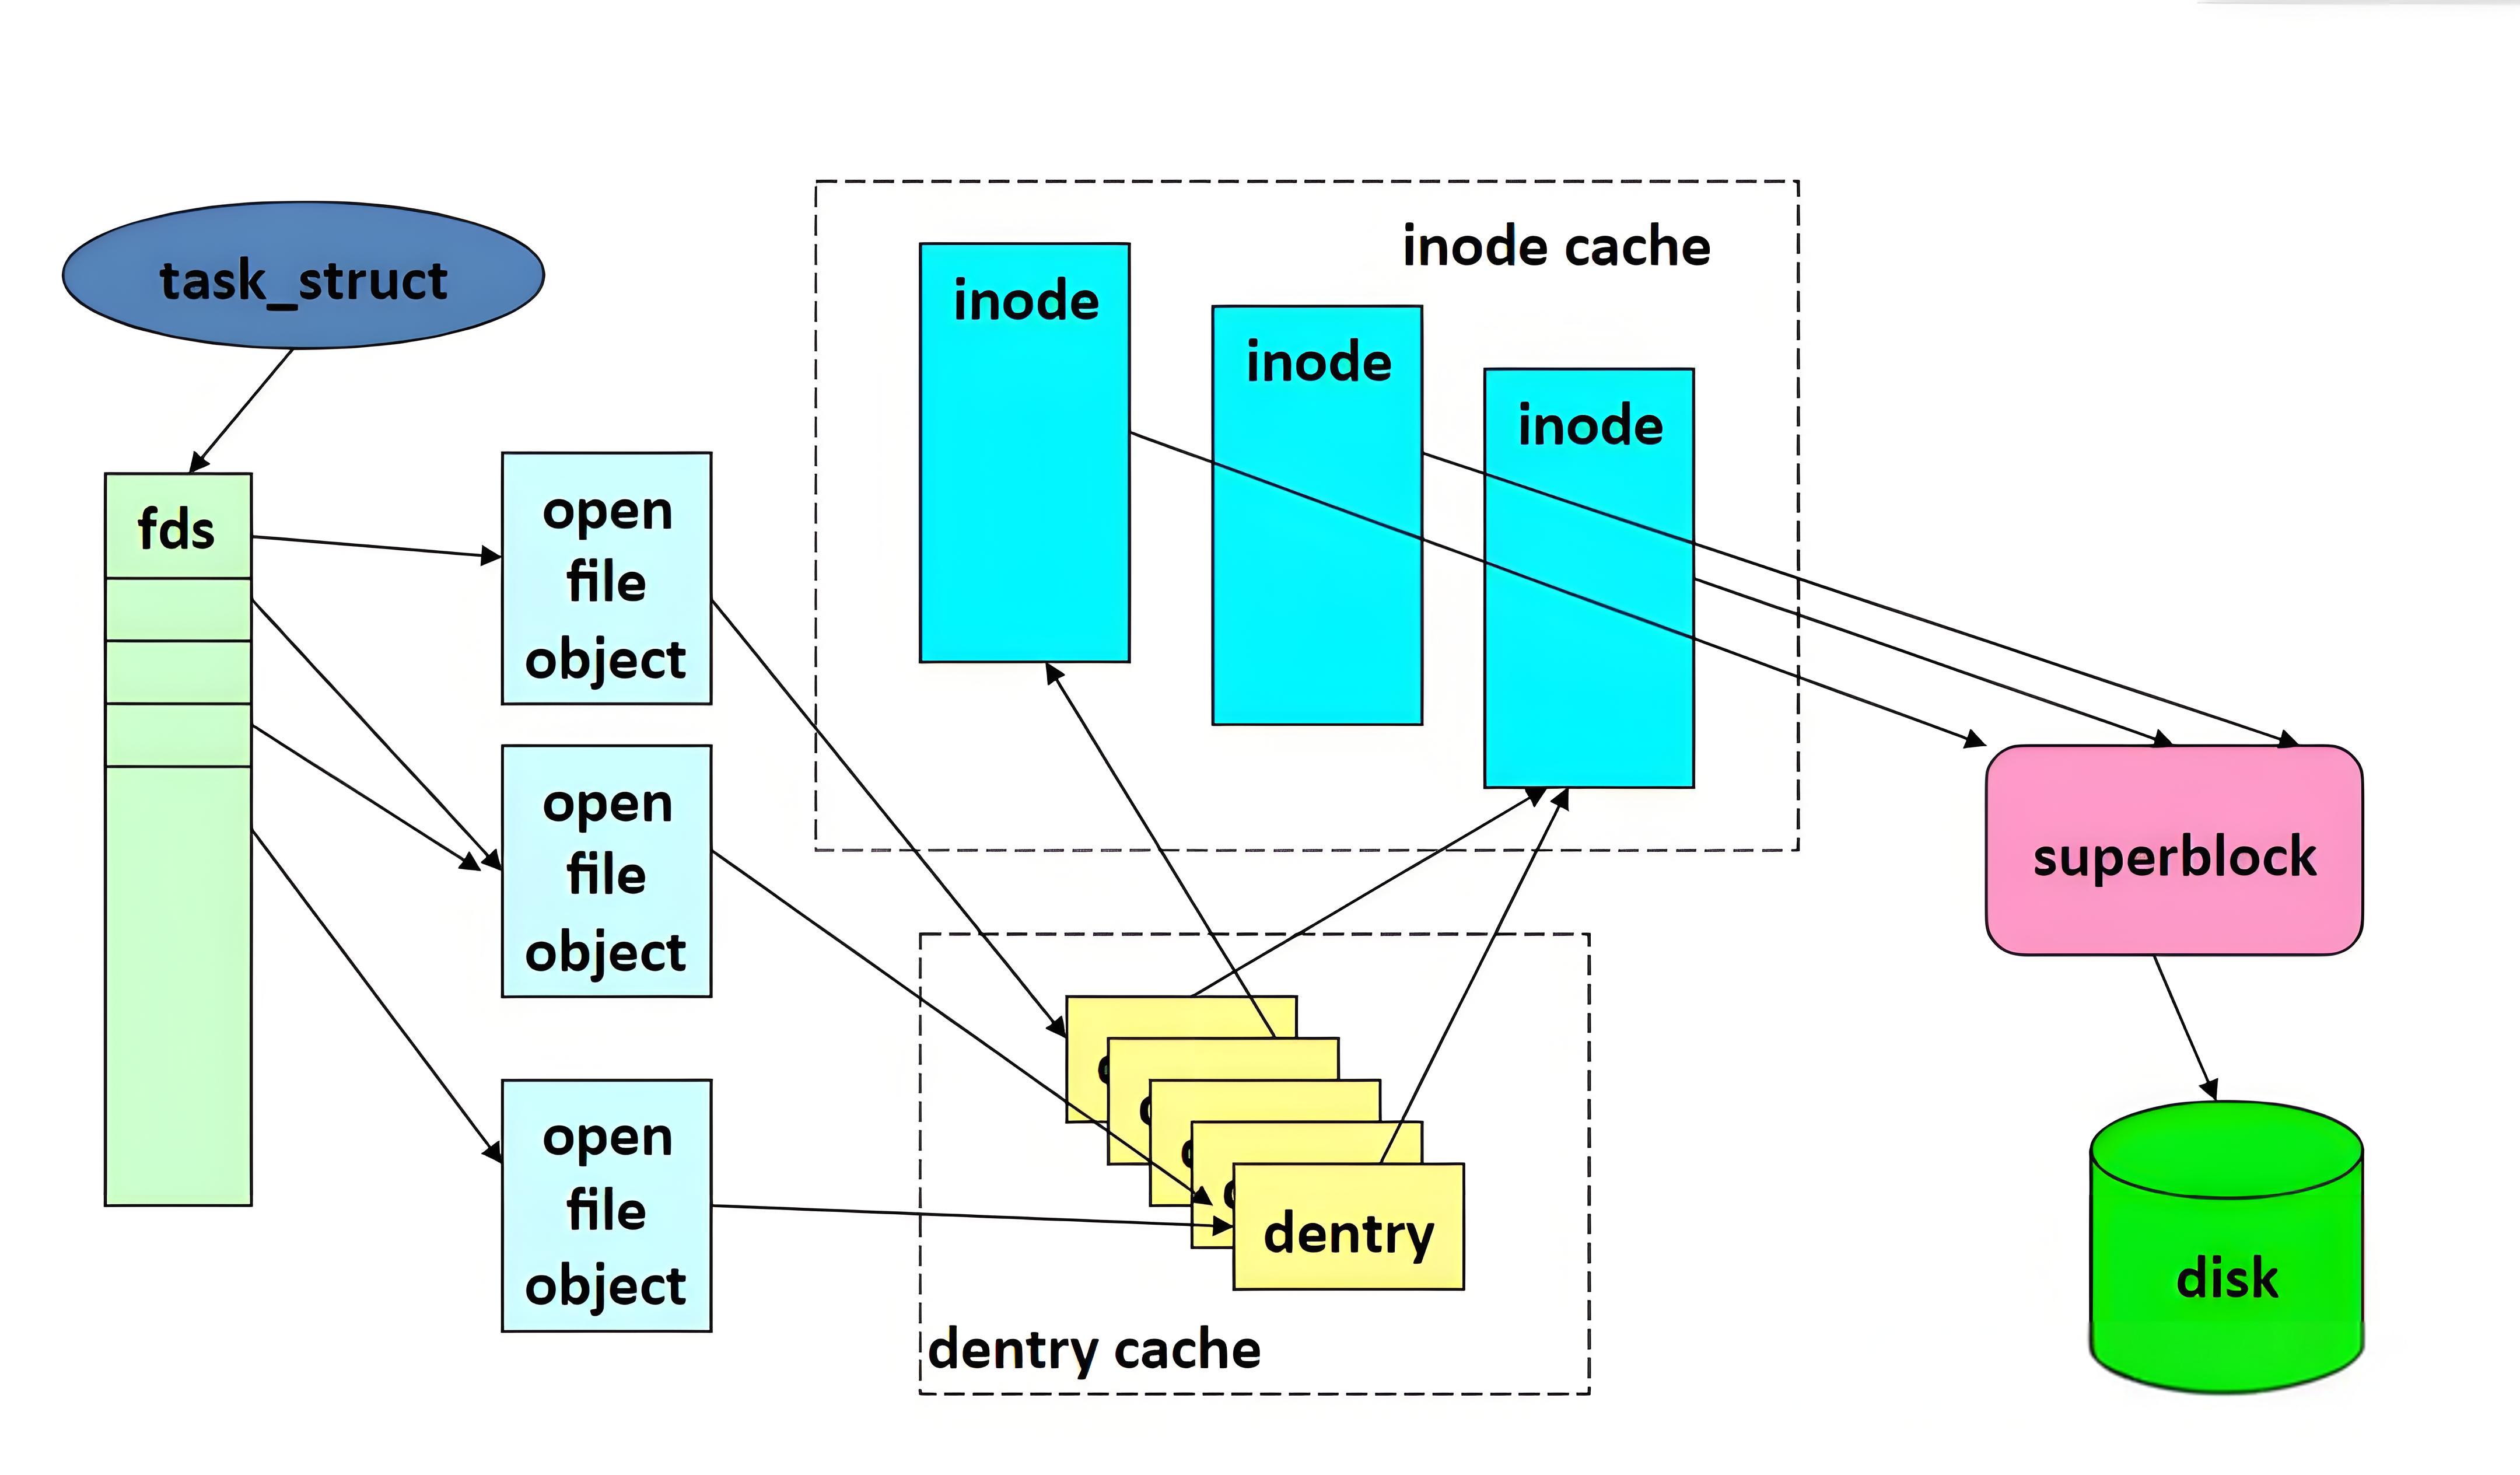 task_struct
fds
open
file
object
open
file
object
open
file
object
inode cache
inode
inode
inode
dentry
dentry cache
superblock
disk